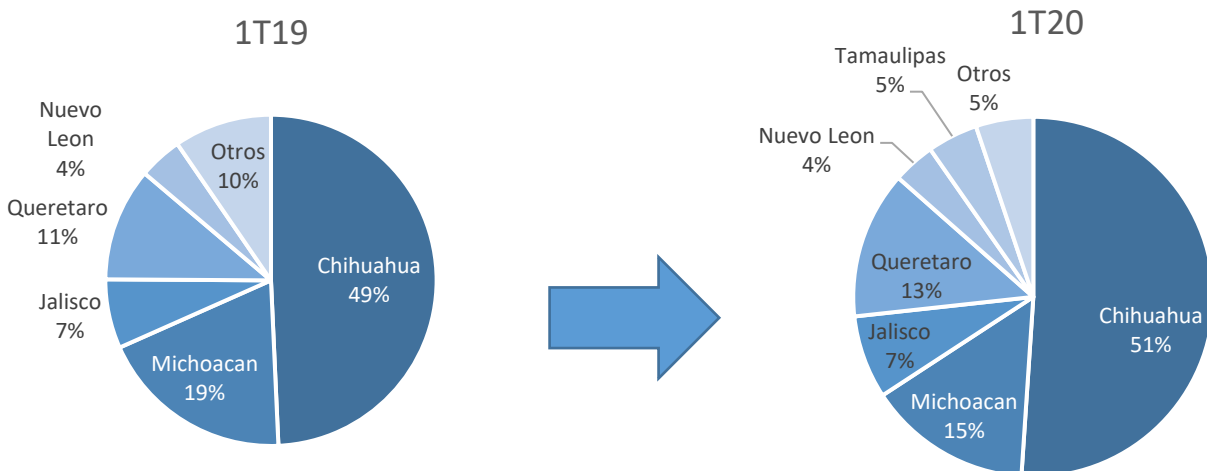 1T19
Nuevo
Leon
4%
Otros
10%
Queretaro
11%
Chihuahua
49%
Jalisco
7%
Michoacan
19%
1T20
Tamaulipas
5%
Otros
5%
Nuevo Leon
4%
Queretaro
13%
Chihuahua
51%
Jalisco
7%
Michoacan
15%